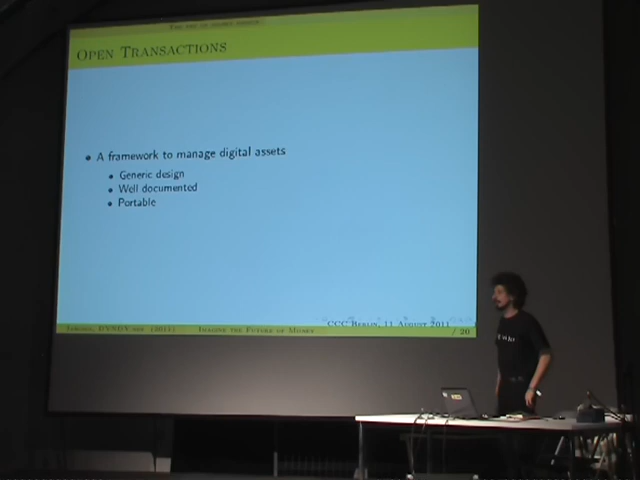 OPEN TRANSACTIONS
A framework to manage digital assets
Generic design
Well documented
Portable
CCC BERLIN, 11 AUGUST 2011
IMAGINE THE FUTURE OF MONEY
/ 20